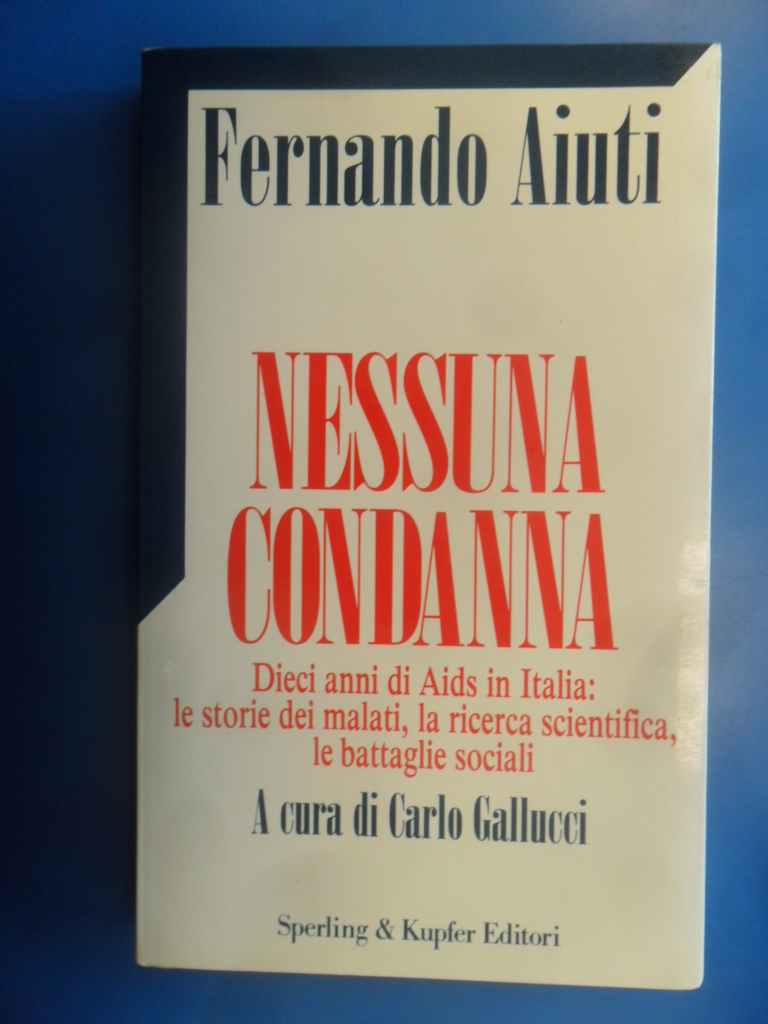 Fernando Aiuti
NESSUNA
CONDANNA
Dieci anni di Aids in Italia:
le storie dei malati, la ricerca scientifica,
le battaglie sociali
A cura di Carlo Gallucci
Sperling & Kupfer Editori